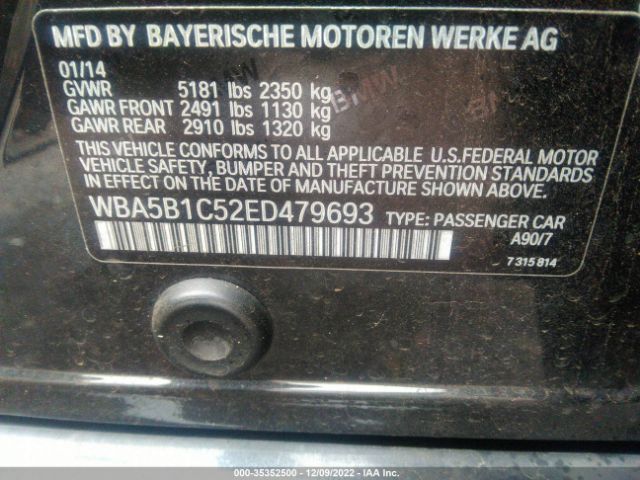 MFD BY BAYERISCHE MOTOREN WERKE AG
01/14
GVWR 5181 lbs 2350 kg
GAWR FRONT 2491 lbs 1130 kg
GAWR REAR 2910 lbs 1320 kg
THIS VEHICLE CONFORMS TO ALL APPLICABLE U.S.FEDERAL MOTOR
VEHICLE SAFETY, BUMPER AND THEFT PREVENTION STANDARDS IN
EFFECT ON THE DATE OF MANUFACTURE SHOWN ABOVE.
WBA5B1C52ED479693 TYPE: PASSENGER CAR
A90/7
7 315 814
000-35352500 - 12/09/2022 - IAA Inc.